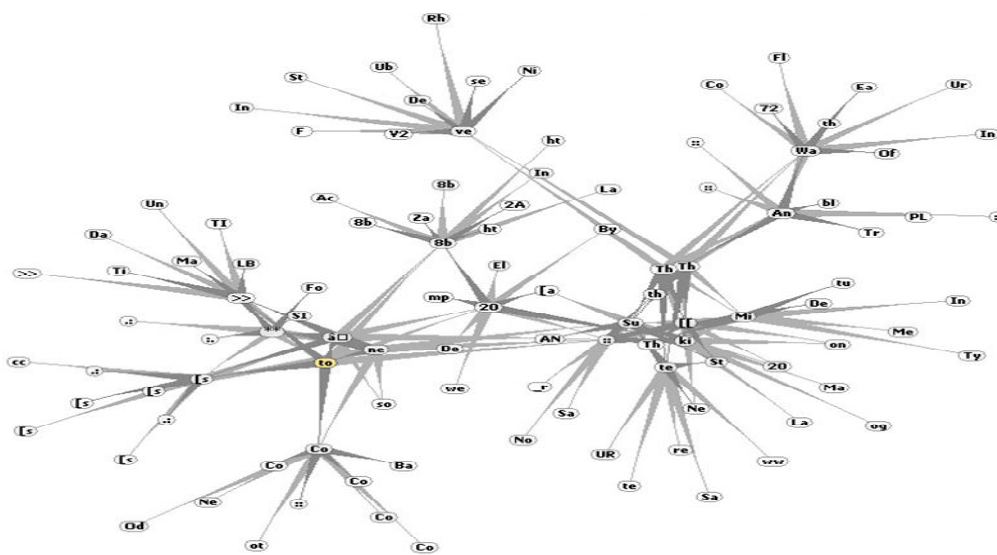 Rh
Fl
Ub
St
se
Ni
Co
Ea
Ur
De
In
72
th
F
V2
ve
In
ht
::
Wa
Of
In
8b
La
::
Ac
2A
Un
Za
An
bl
8b
ht
By
PL
TI
Tr
Da
8b
Ma
LB
El
Th
Th
>>
Ti
tu
Fo
mp
[a
th
>>
20
De
In
SI
Mi
.:
Su
[[
**
Me
:.
AN
::
ki
Th
on
ne
De
Ty
cc
to
St
.:
te
20
[s
we
_r
Ma
[s
[s
so
Ne
Sa
La
.:
og
[s
No
Co
re
UR
[s
Co
Ba
ww
Co
te
Ne
::
Sa
Co
Od
ot
Co